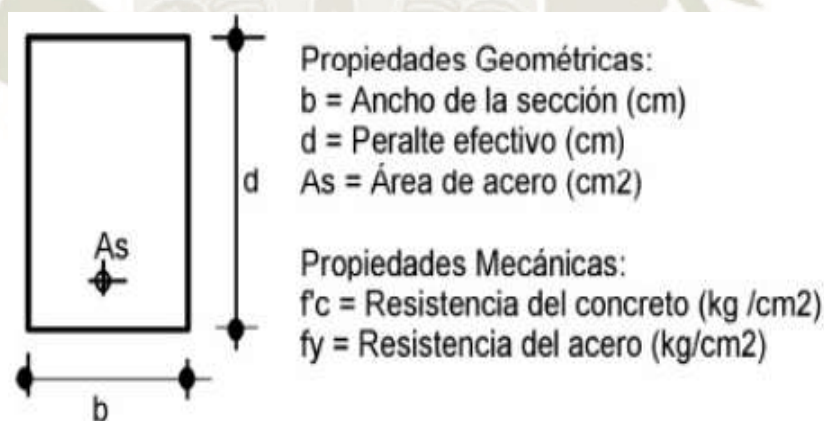 Propiedades Geométricas:
b = Ancho de la sección (cm)
d = Peralte efectivo (cm)
d
As = Área de acero (cm2)
As
Propiedades Mecánicas:
f'c = Resistencia del concreto (kg /cm2)
fy = Resistencia del acero (kg/cm2)
b